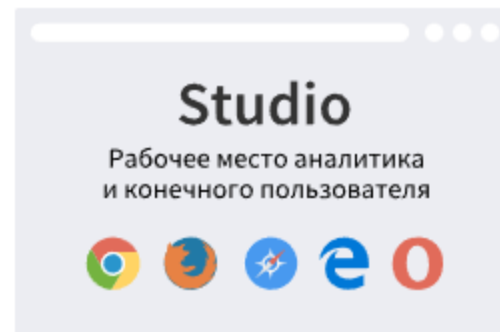 Studio
Рабочее место аналитика
и конечного пользователя